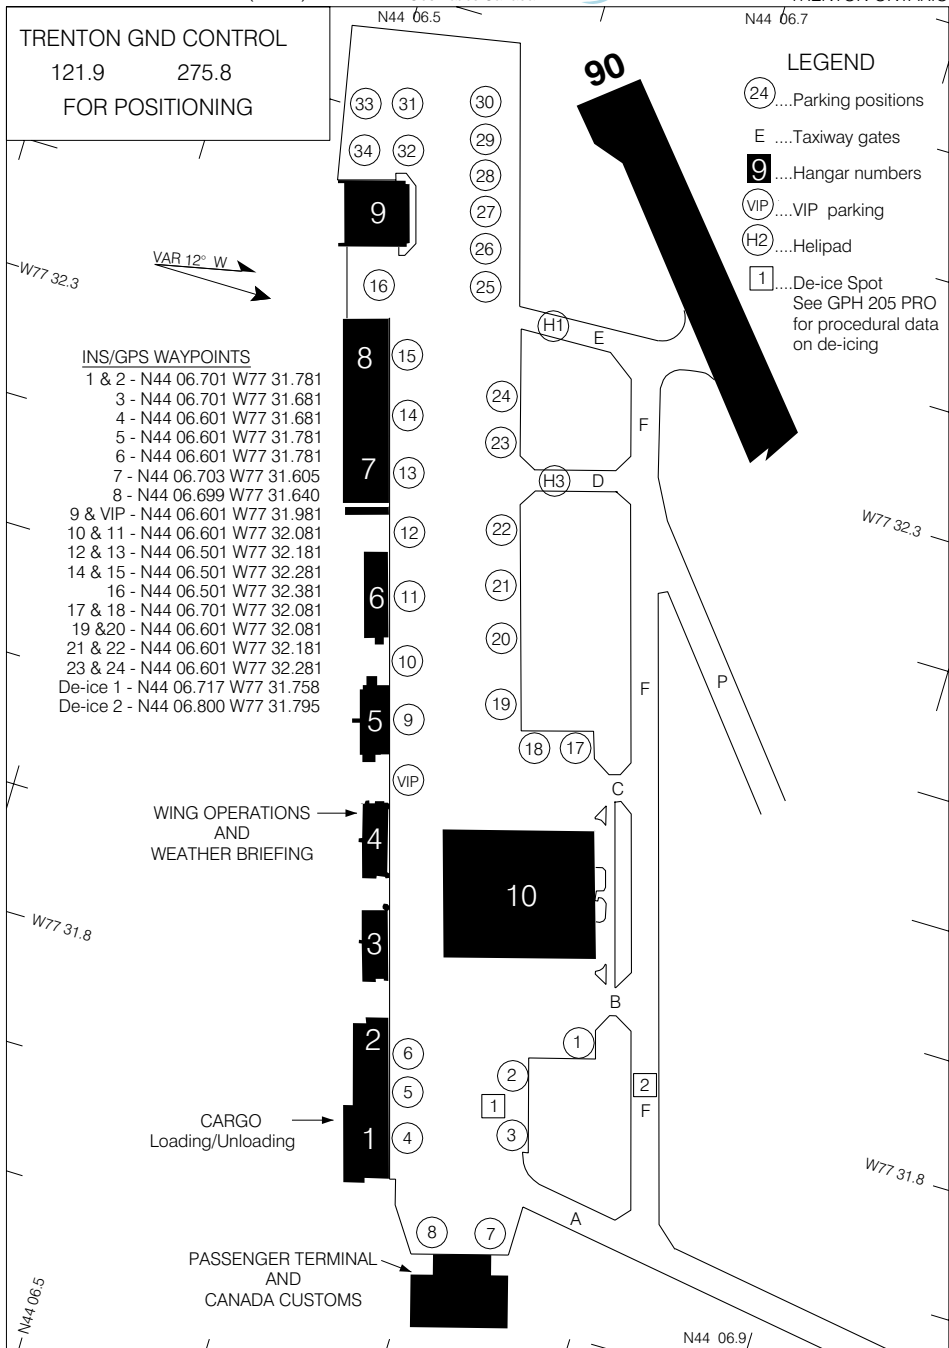 TRENTON ONTARIO
N44 06.5
N44 06.7
TRENTON GND CONTROL
121.9 275.8
FOR POSITIONING
90
LEGEND
24 ....Parking positions
E ....Taxiway gates
9 ....Hangar numbers
VIP ....VIP parking
H2 ....Helipad
1 ....De-ice Spot
See GPH 205 PRO
for procedural data
on de-icing
33 31 30
29
34 32
28
9 27
26
W77 32.3
VAR 12° W
16 25
H1
E
INS/GPS WAYPOINTS
1 & 2 - N44 06.701 W77 31.781
3 - N44 06.701 W77 31.681
4 - N44 06.601 W77 31.681
5 - N44 06.601 W77 31.781
6 - N44 06.601 W77 31.781
7 - N44 06.703 W77 31.605
8 - N44 06.699 W77 31.640
9 & VIP - N44 06.601 W77 31.981
10 & 11 - N44 06.601 W77 32.081
12 & 13 - N44 06.501 W77 32.181
14 & 15 - N44 06.501 W77 32.281
16 - N44 06.501 W77 32.381
17 & 18 - N44 06.701 W77 32.081
19 &20 - N44 06.601 W77 32.081
21 & 22 - N44 06.601 W77 32.181
23 & 24 - N44 06.601 W77 32.281
De-ice 1 - N44 06.717 W77 31.758
De-ice 2 - N44 06.800 W77 31.795
8 15
24
14 F
23
7 13
H3 D
12 22
W77 32.3
6 11 21
20
10
F P
5 9 19
18 17
VIP
C
WING OPERATIONS
AND
WEATHER BRIEFING
4
10
W77 31.8
3
B
2 6 1
5 2 2
1 F
CARGO
Loading/Unloading
1 4 3
W77 31.8
A
8 7
PASSENGER TERMINAL
AND
CANADA CUSTOMS
N44 06.5
N44 06.9